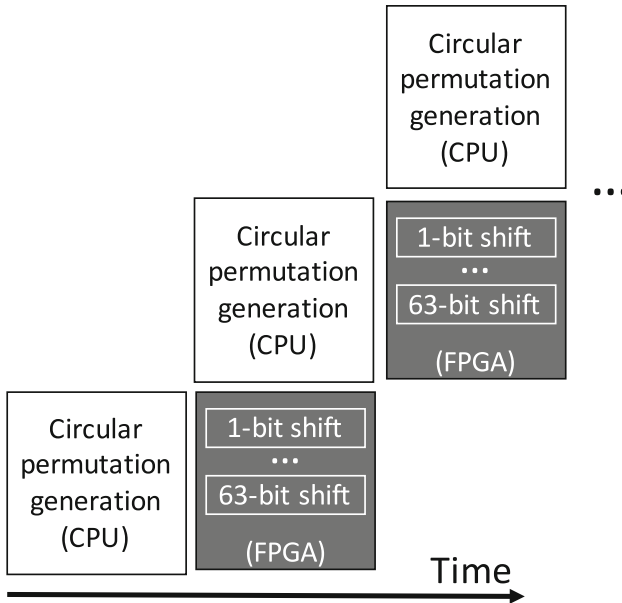 Circular
permutation
generation
(CPU)
...
Circular
permutation
generation
(CPU)
1-bit shift
...
63-bit shift
(FPGA)
Circular
permutation
generation
(CPU)
1-bit shift
...
63-bit shift
(FPGA)
Time